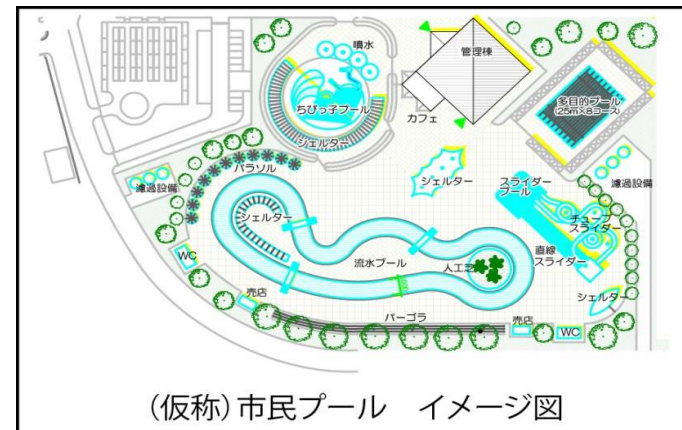 噴水
管理棟
ちびっ子プール
カフェ
多目的プール
(25m×8コース)
シェルター
パラソル
濾過設備
シェルター
スライダー
プール
濾過設備
チューブ
スライダー
シェルター
WC
流水プール
人工芝
直線
スライダー
シェルター
売店
パーゴラ
売店
WC
(仮称)市民プール　イメージ図